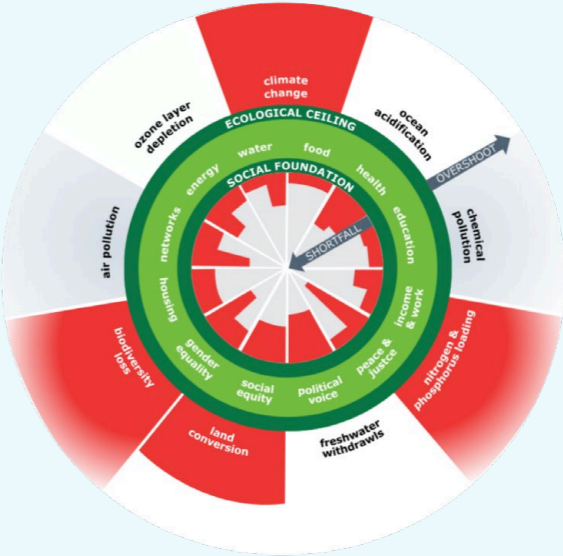 climate
change
ocean
acidification
OVERSHOOT
chemical
pollution
nitrogen &
phosphorus loading
freshwater
withdrawls
land
conversion
biodiversity
loss
air pollution
ozone layer
depletion
ECOLOGICAL CEILING
water
food
health
education
income
& work
peace &
justce
political
voice
social
equity
gender
equality
housing
networks
energy
SOCIAL FOUNDATION
SHORTFALL